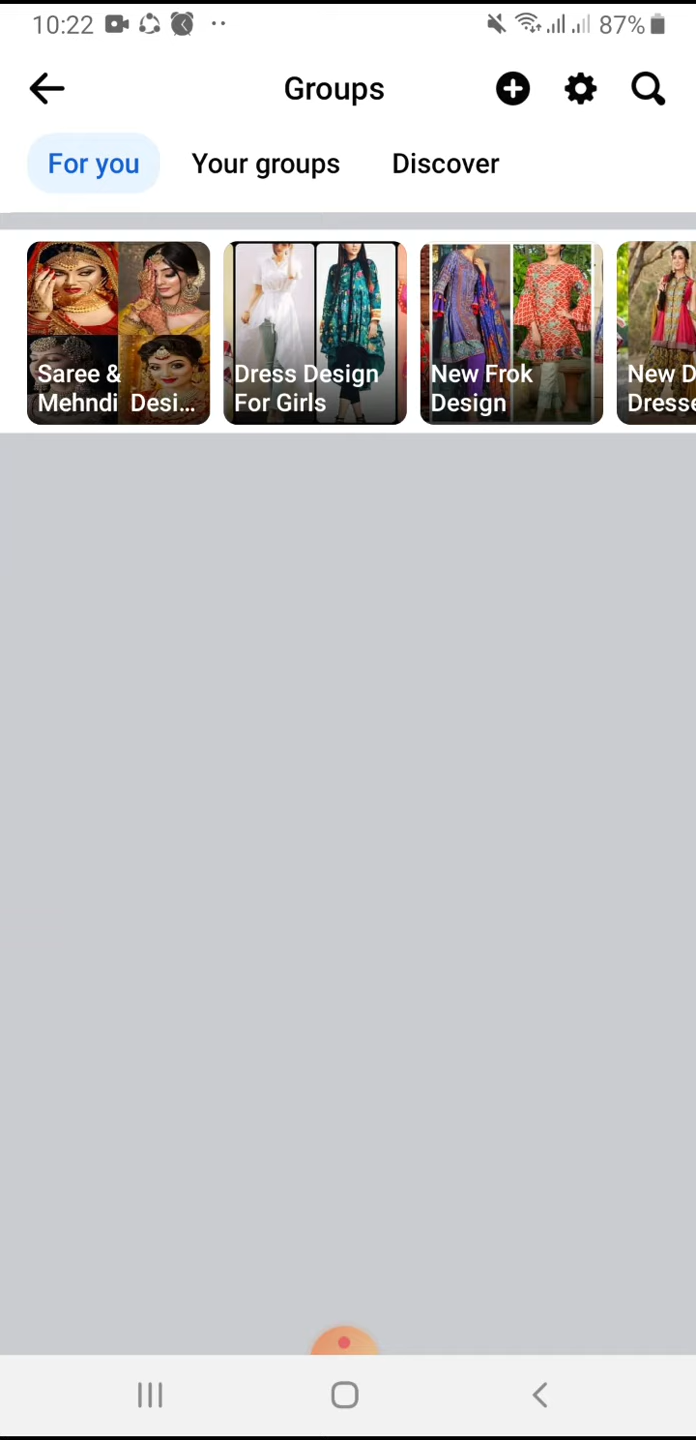 10:22 87%
Groups
For you Your groups Discover
Saree &
Mehndi Desi...
Dress Design
For Girls
New Frok
Design
New D
Dresse